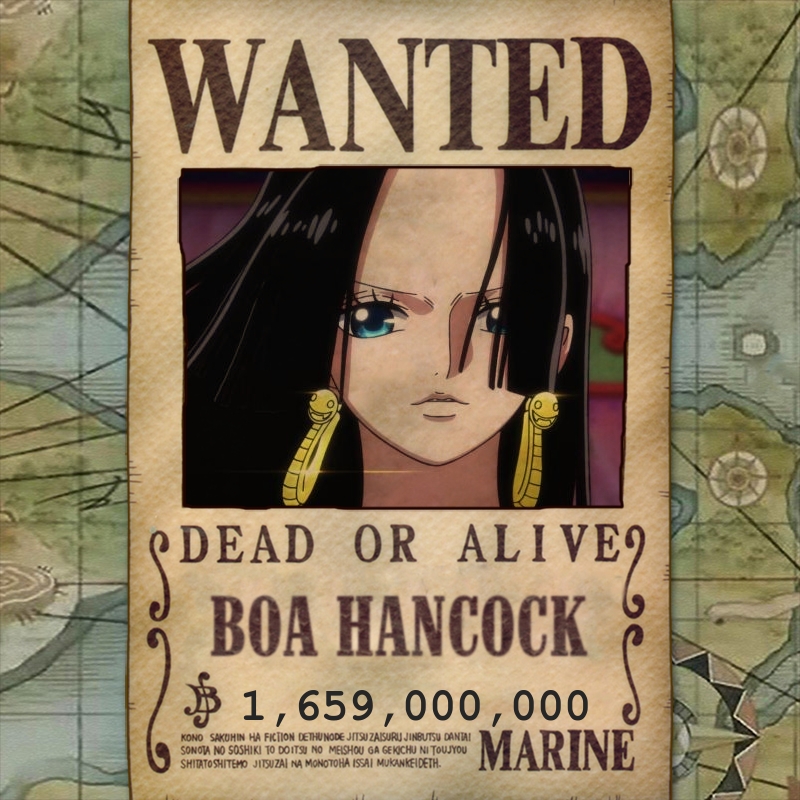 WANTED
DEAD OR ALIVE
BOA HANCOCK
1,659,000,000
KONO SAKUHIN HA FICTION DETHUNODE JITSUZAISURU JINBUTSU DANTAI
SONOTA NO SOSHIKI TO DOITSU NO MEISHOU GA GEKICHU NI TOUJYOU
SHITATOSHITEMO JITSUZAI NA MONOTOHA ISSAI MUKANKEIDETH.
MARINE